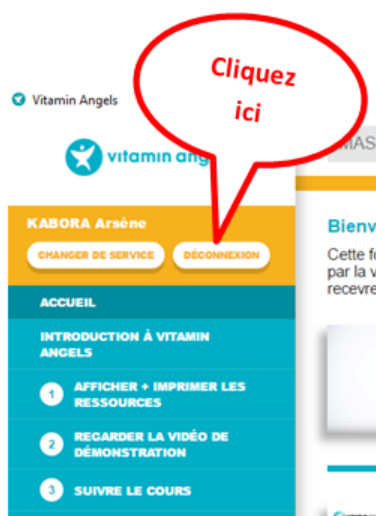 Cliquez
ici
Vitamin Angels
vitamin ang
MAS
KABORA Arsène
CHANGER DE SERVICE
DÉCONNEXION
Bienv
Cette fo
par la v
recevre
ACCUEIL
INTRODUCTION À VITAMIN
ANGELS
1 AFFICHER + IMPRIMER LES
RESSOURCES
2 REGARDER LA VIDÉO DE
DÉMONSTRATION
3 SUIVRE LE COURS